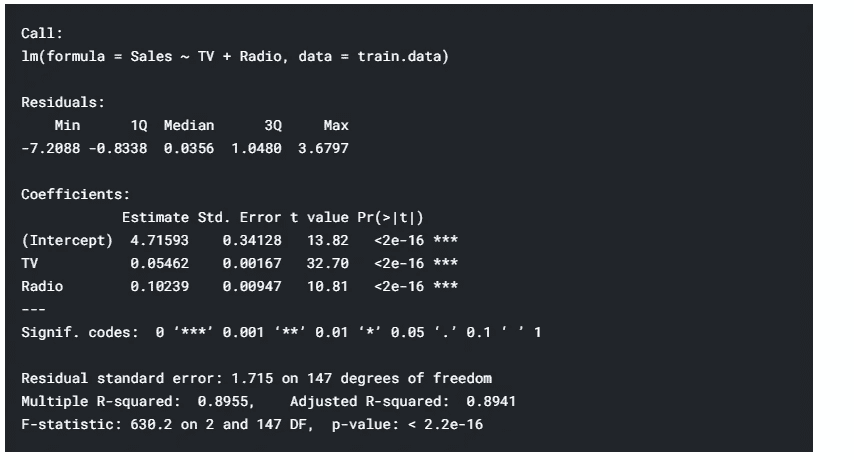 Call:
lm(formula = Sales ~ TV + Radio, data = train.data)
Residuals:
    Min      1Q  Median      3Q     Max
-7.2088 -0.8338  0.0356  1.0480  3.6797
Coefficients:
            Estimate Std. Error t value Pr(>|t|)
(Intercept)  4.71593    0.34128   13.82   <2e-16 ***
TV           0.05462    0.00167   32.70   <2e-16 ***
Radio        0.10239    0.00947   10.81   <2e-16 ***
---
Signif. codes:  0 ‘***’ 0.001 ‘**’ 0.01 ‘*’ 0.05 ‘.’ 0.1 ‘ ’ 1
Residual standard error: 1.715 on 147 degrees of freedom
Multiple R-squared:  0.8955,    Adjusted R-squared:  0.8941
F-statistic: 630.2 on 2 and 147 DF,  p-value: < 2.2e-16